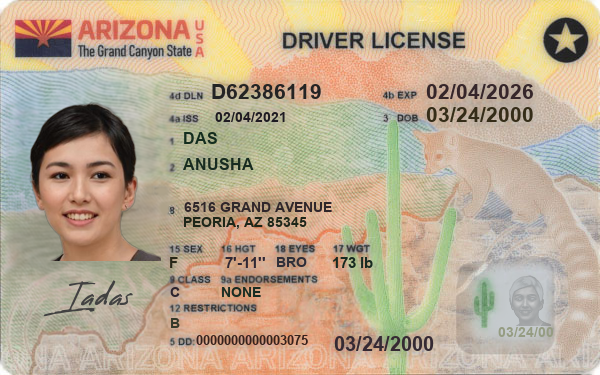 ARIZONA USA
The Grand Canyon State
DRIVER LICENSE
4d DLN D62386119 4b EXP 02/04/2026
4a ISS 02/04/2021 3 DOB 03/24/2000
1 DAS
2 ANUSHA
8 6516 GRAND AVENUE
PEORIA, AZ 85345
15 SEX 16 HGT 18 EYES 17 WGT
F 7'-11" BRO 173 lb
9 CLASS 9a ENDORSEMENTS
C NONE
12 RESTRICTIONS
B
Iadas
5 DD: 0000000000003075 03/24/2000
03/24/00
ARIZONA ARIZONA ARIZONA ARIZONA